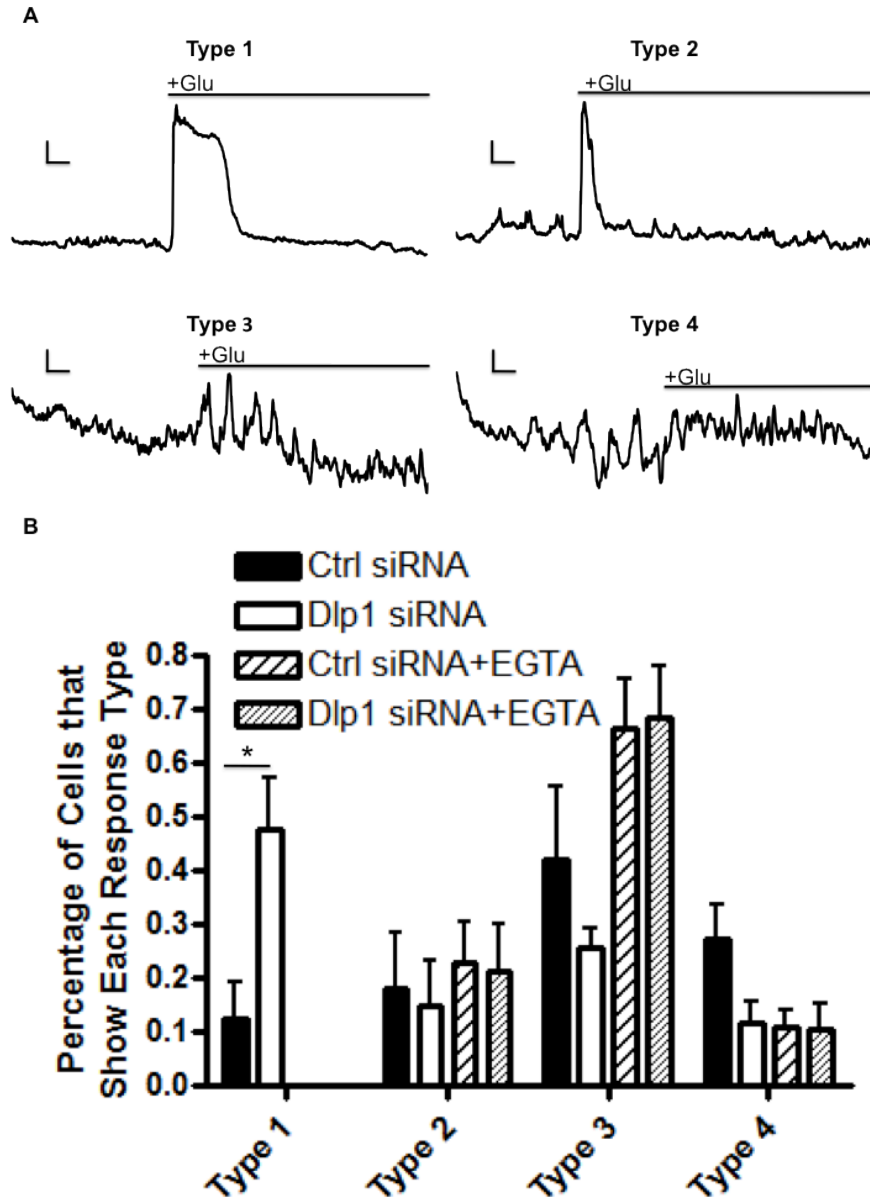 A
Type 1
+Glu
Type 2
+Glu
Type 3
+Glu
Type 4
+Glu
B
Ctrl siRNA
Dlp1 siRNA
Ctrl siRNA+EGTA
Dlp1 siRNA+EGTA
Percentage of Cells that
Show Each Response Type
0.8
0.7
0.6
0.5
0.4
0.3
0.2
0.1
0.0
*
Type 1
Type 2
Type 3
Type 4